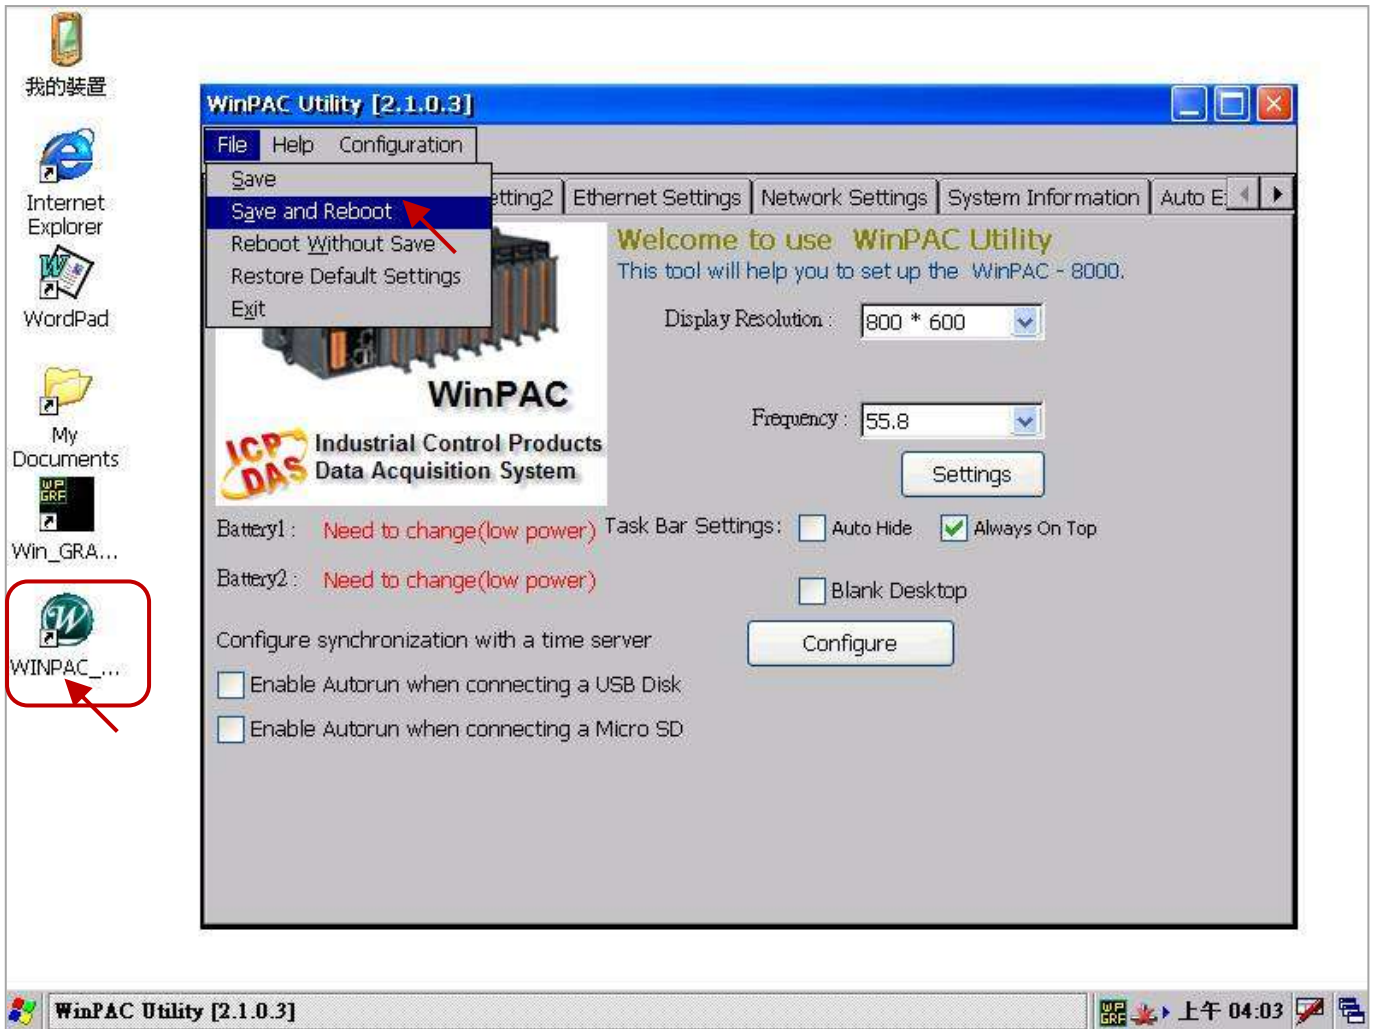 我的裝置
Internet
Explorer
WordPad
My
Documents
WP
GRF
Win_GRA...
WINPAC_...
WinPAC Utility [2.1.0.3]
File Help Configuration
Save
Save and Reboot
Reboot Without Save
Restore Default Settings
Exit
etting2 Ethernet Settings Network Settings System Information Auto E
Welcome to use WinPAC Utility
This tool will help you to set up the WinPAC - 8000.
Display Resolution : 800 * 600
Frequency : 55.8
Settings
WinPAC
ICP DAS
Industrial Control Products
Data Acquisition System
Battery1 : Need to change(low power)
Task Bar Settings: Auto Hide Always On Top
Battery2 : Need to change(low power)
Blank Desktop
Configure synchronization with a time server Configure
Enable Autorun when connecting a USB Disk
Enable Autorun when connecting a Micro SD
WinPAC Utility [2.1.0.3]
WP
GRF
上午 04:03